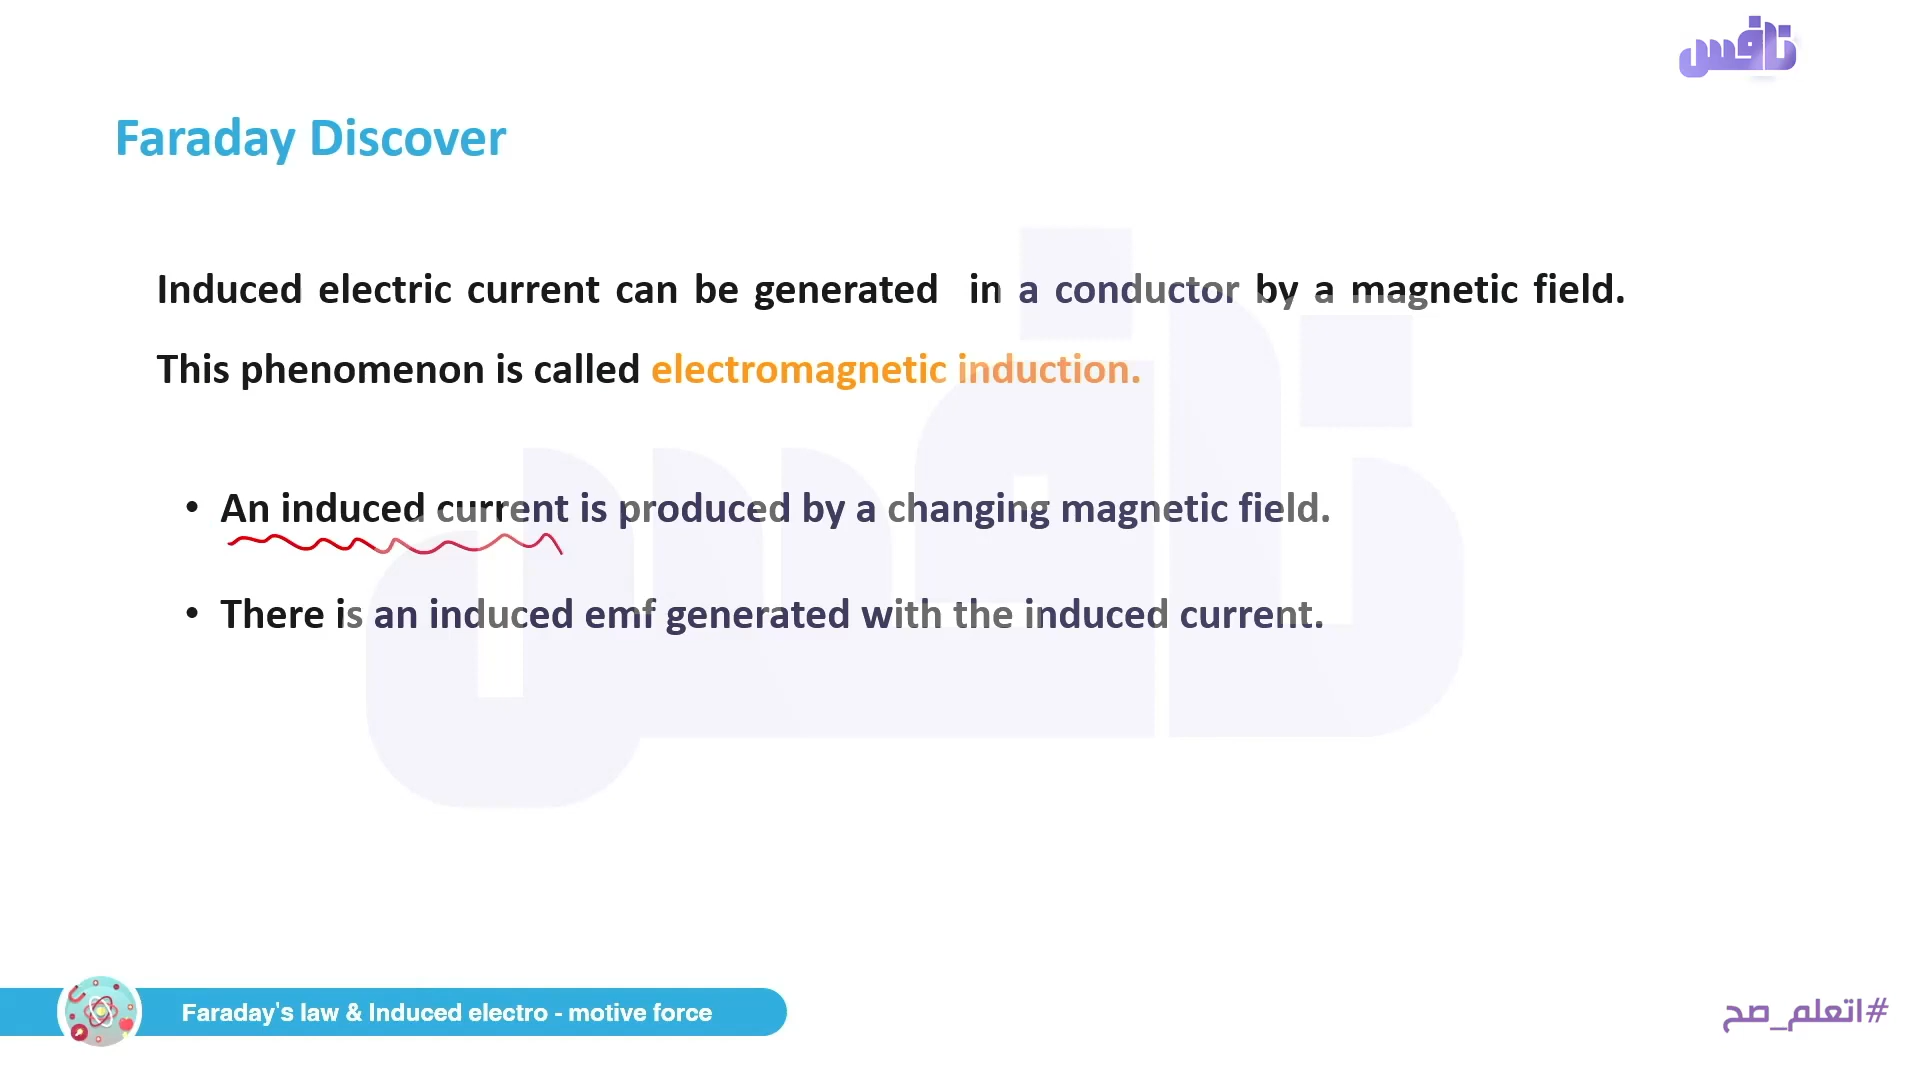 نافس
Faraday Discover
Induced electric current can be generated in a conductor by a magnetic field.
This phenomenon is called electromagnetic induction.
• An induced current is produced by a changing magnetic field.
• There is an induced emf generated with the induced current.
Faraday's law & Induced electro - motive force
#اتعلم_صح